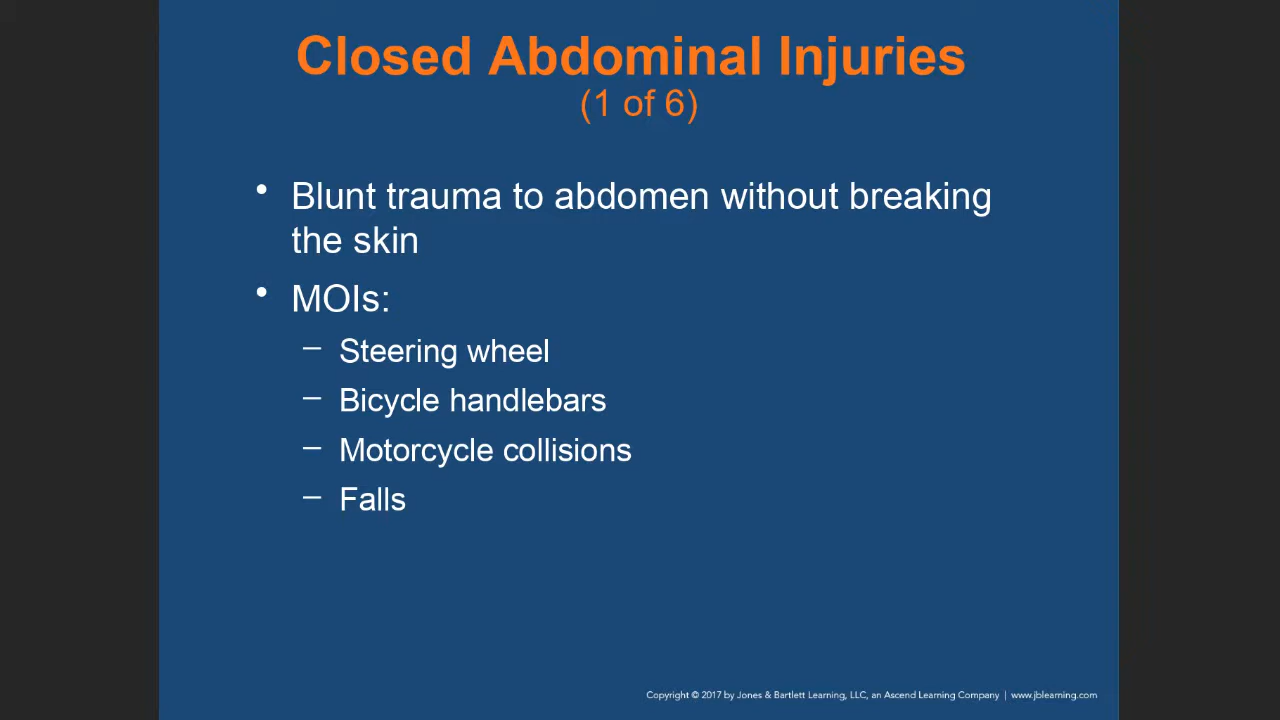 Closed Abdominal Injuries
(1 of 6)
• Blunt trauma to abdomen without breaking
the skin
• MOIs:
– Steering wheel
– Bicycle handlebars
– Motorcycle collisions
– Falls
Copyright © 2017 by Jones & Bartlett Learning, LLC, an Ascend Learning Company | www.jblearning.com